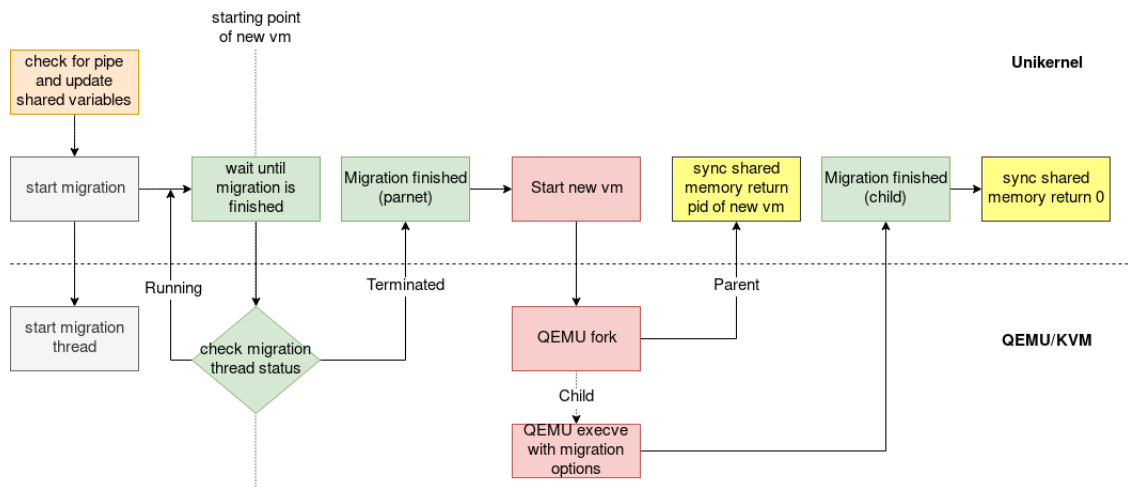 starting point
of new vm
check for pipe
and update
shared variables
Unikernel
start migration
wait until
migration is
finished
Migration finished
(parnet)
Start new vm
sync shared
memory return
pid of new vm
Migration finished
(child)
sync shared
memory return 0
Running
Terminated
Parent
start migration
thread
check migration
thread status
QEMU fork
QEMU/KVM
Child
QEMU execve
with migration
options